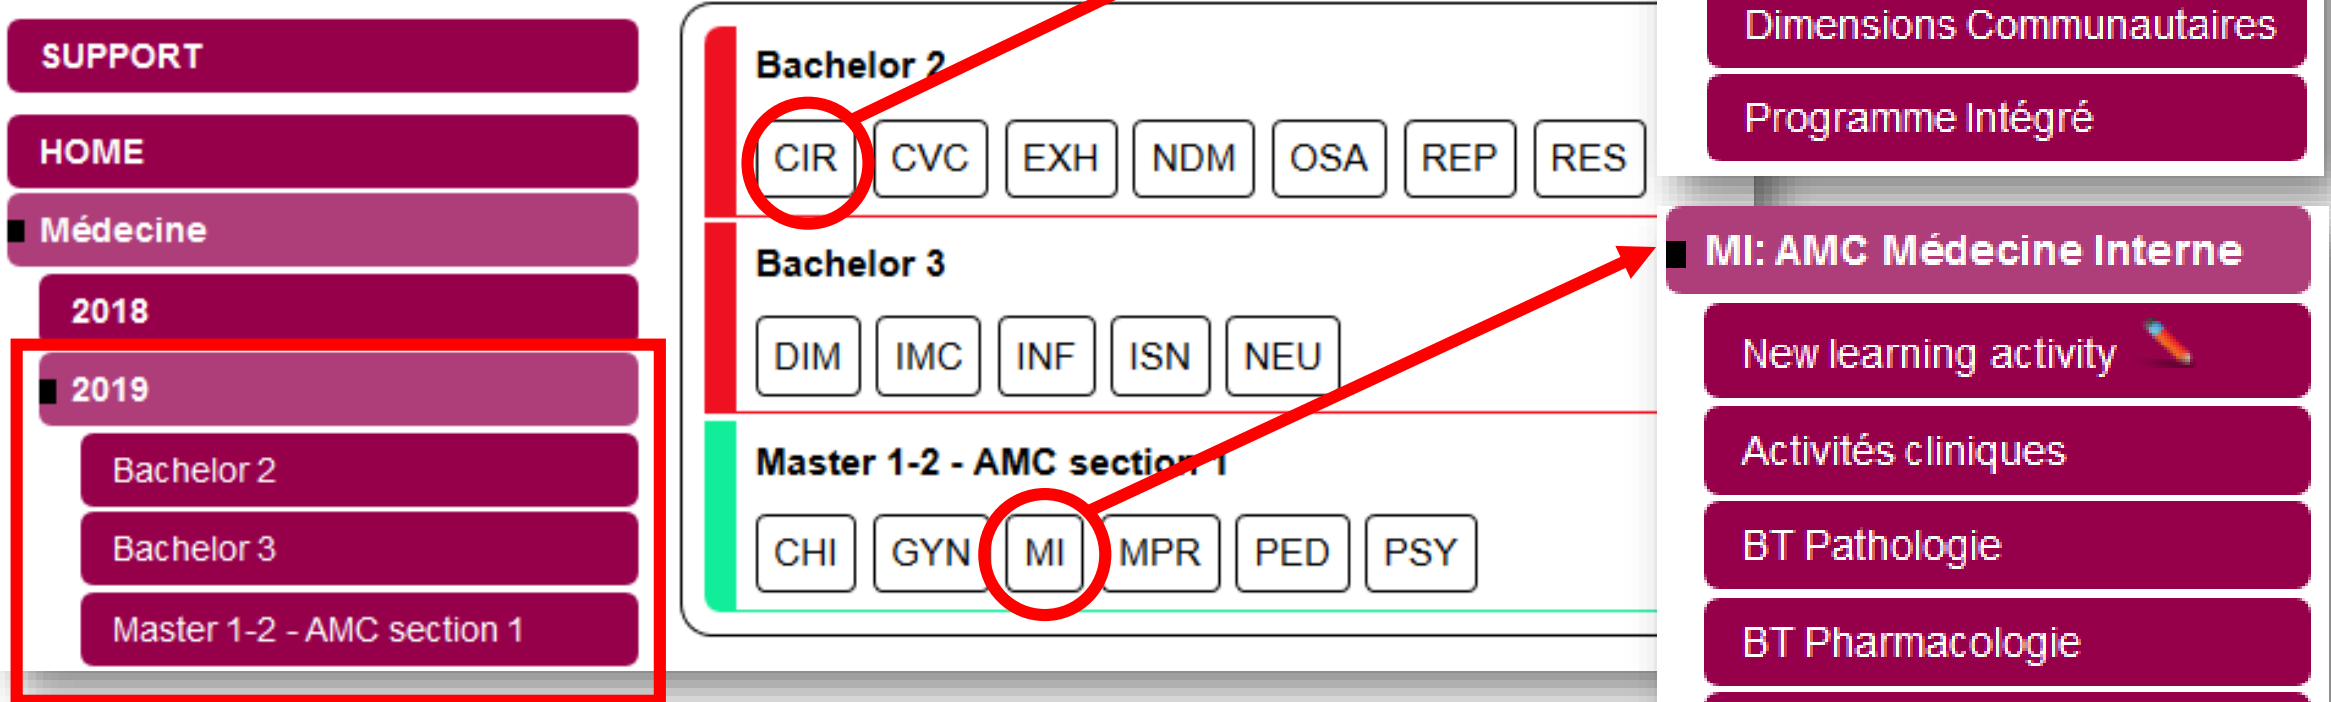 SUPPORT
HOME
Médecine
2018
2019
Bachelor 2
Bachelor 3
Master 1-2 - AMC section 1
Bachelor 2
CIR CVC EXH NDM OSA REP RES
Bachelor 3
DIM IMC INF ISN NEU
Master 1-2 - AMC section 1
CHI GYN MI MPR PED PSY
Dimensions Communautaires
Programme Intégré
MI: AMC Médecine Interne
New learning activity
Activités cliniques
BT Pathologie
BT Pharmacologie